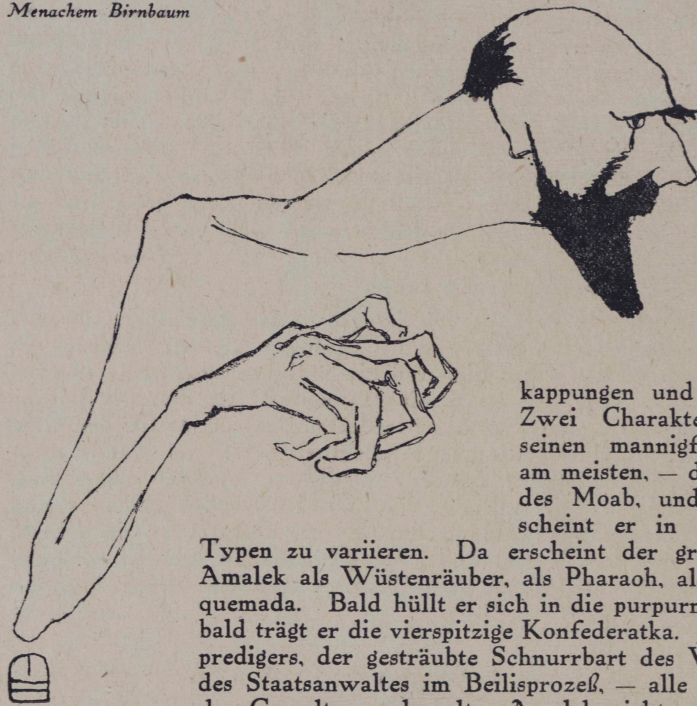 Menachem Birnbaum
kappungen und
Zwei Charakte
seinen mannigf
am meisten, — d
des Moab, und
scheint er in
Typen zu variieren. Da erscheint der gr
Amalek als Wüstenräuber, als Pharaoh, al
quemada. Bald hüllt er sich in die purpurr
bald trägt er die vierspitzige Konfederatka.
predigers, der gesträubte Schnurrbart des V
des Staatsanwaltes im Beilisprozeß, — alle